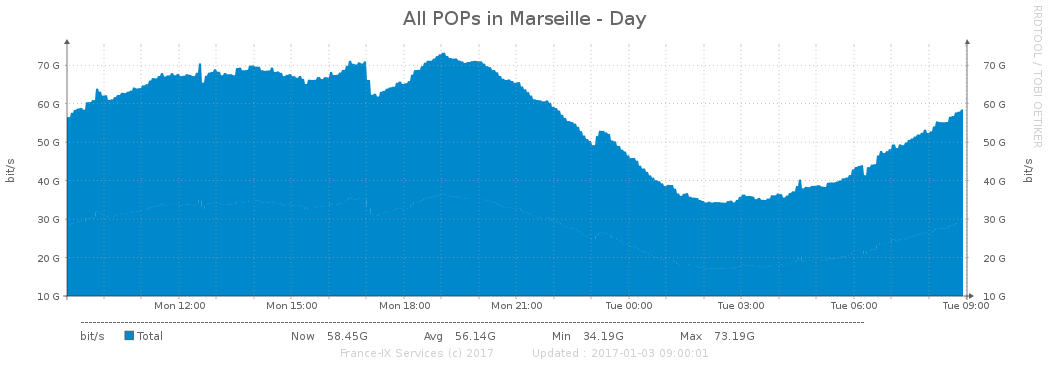 All POPs in Marseille - Day
RRDTOOL / TOBI OETIKER
bit/s
70 G
60 G
50 G
40 G
30 G
20 G
10 G
70 G
60 G
50 G
40 G
30 G
20 G
10 G
bit/s
Mon 12:00 Mon 15:00 Mon 18:00 Mon 21:00 Tue 00:00 Tue 03:00 Tue 06:00 Tue 09:00
bit/s Total Now 58.45G Avg 56.14G Min 34.19G Max 73.19G
France-IX Services (c) 2017 Updated : 2017-01-03 09:00:01